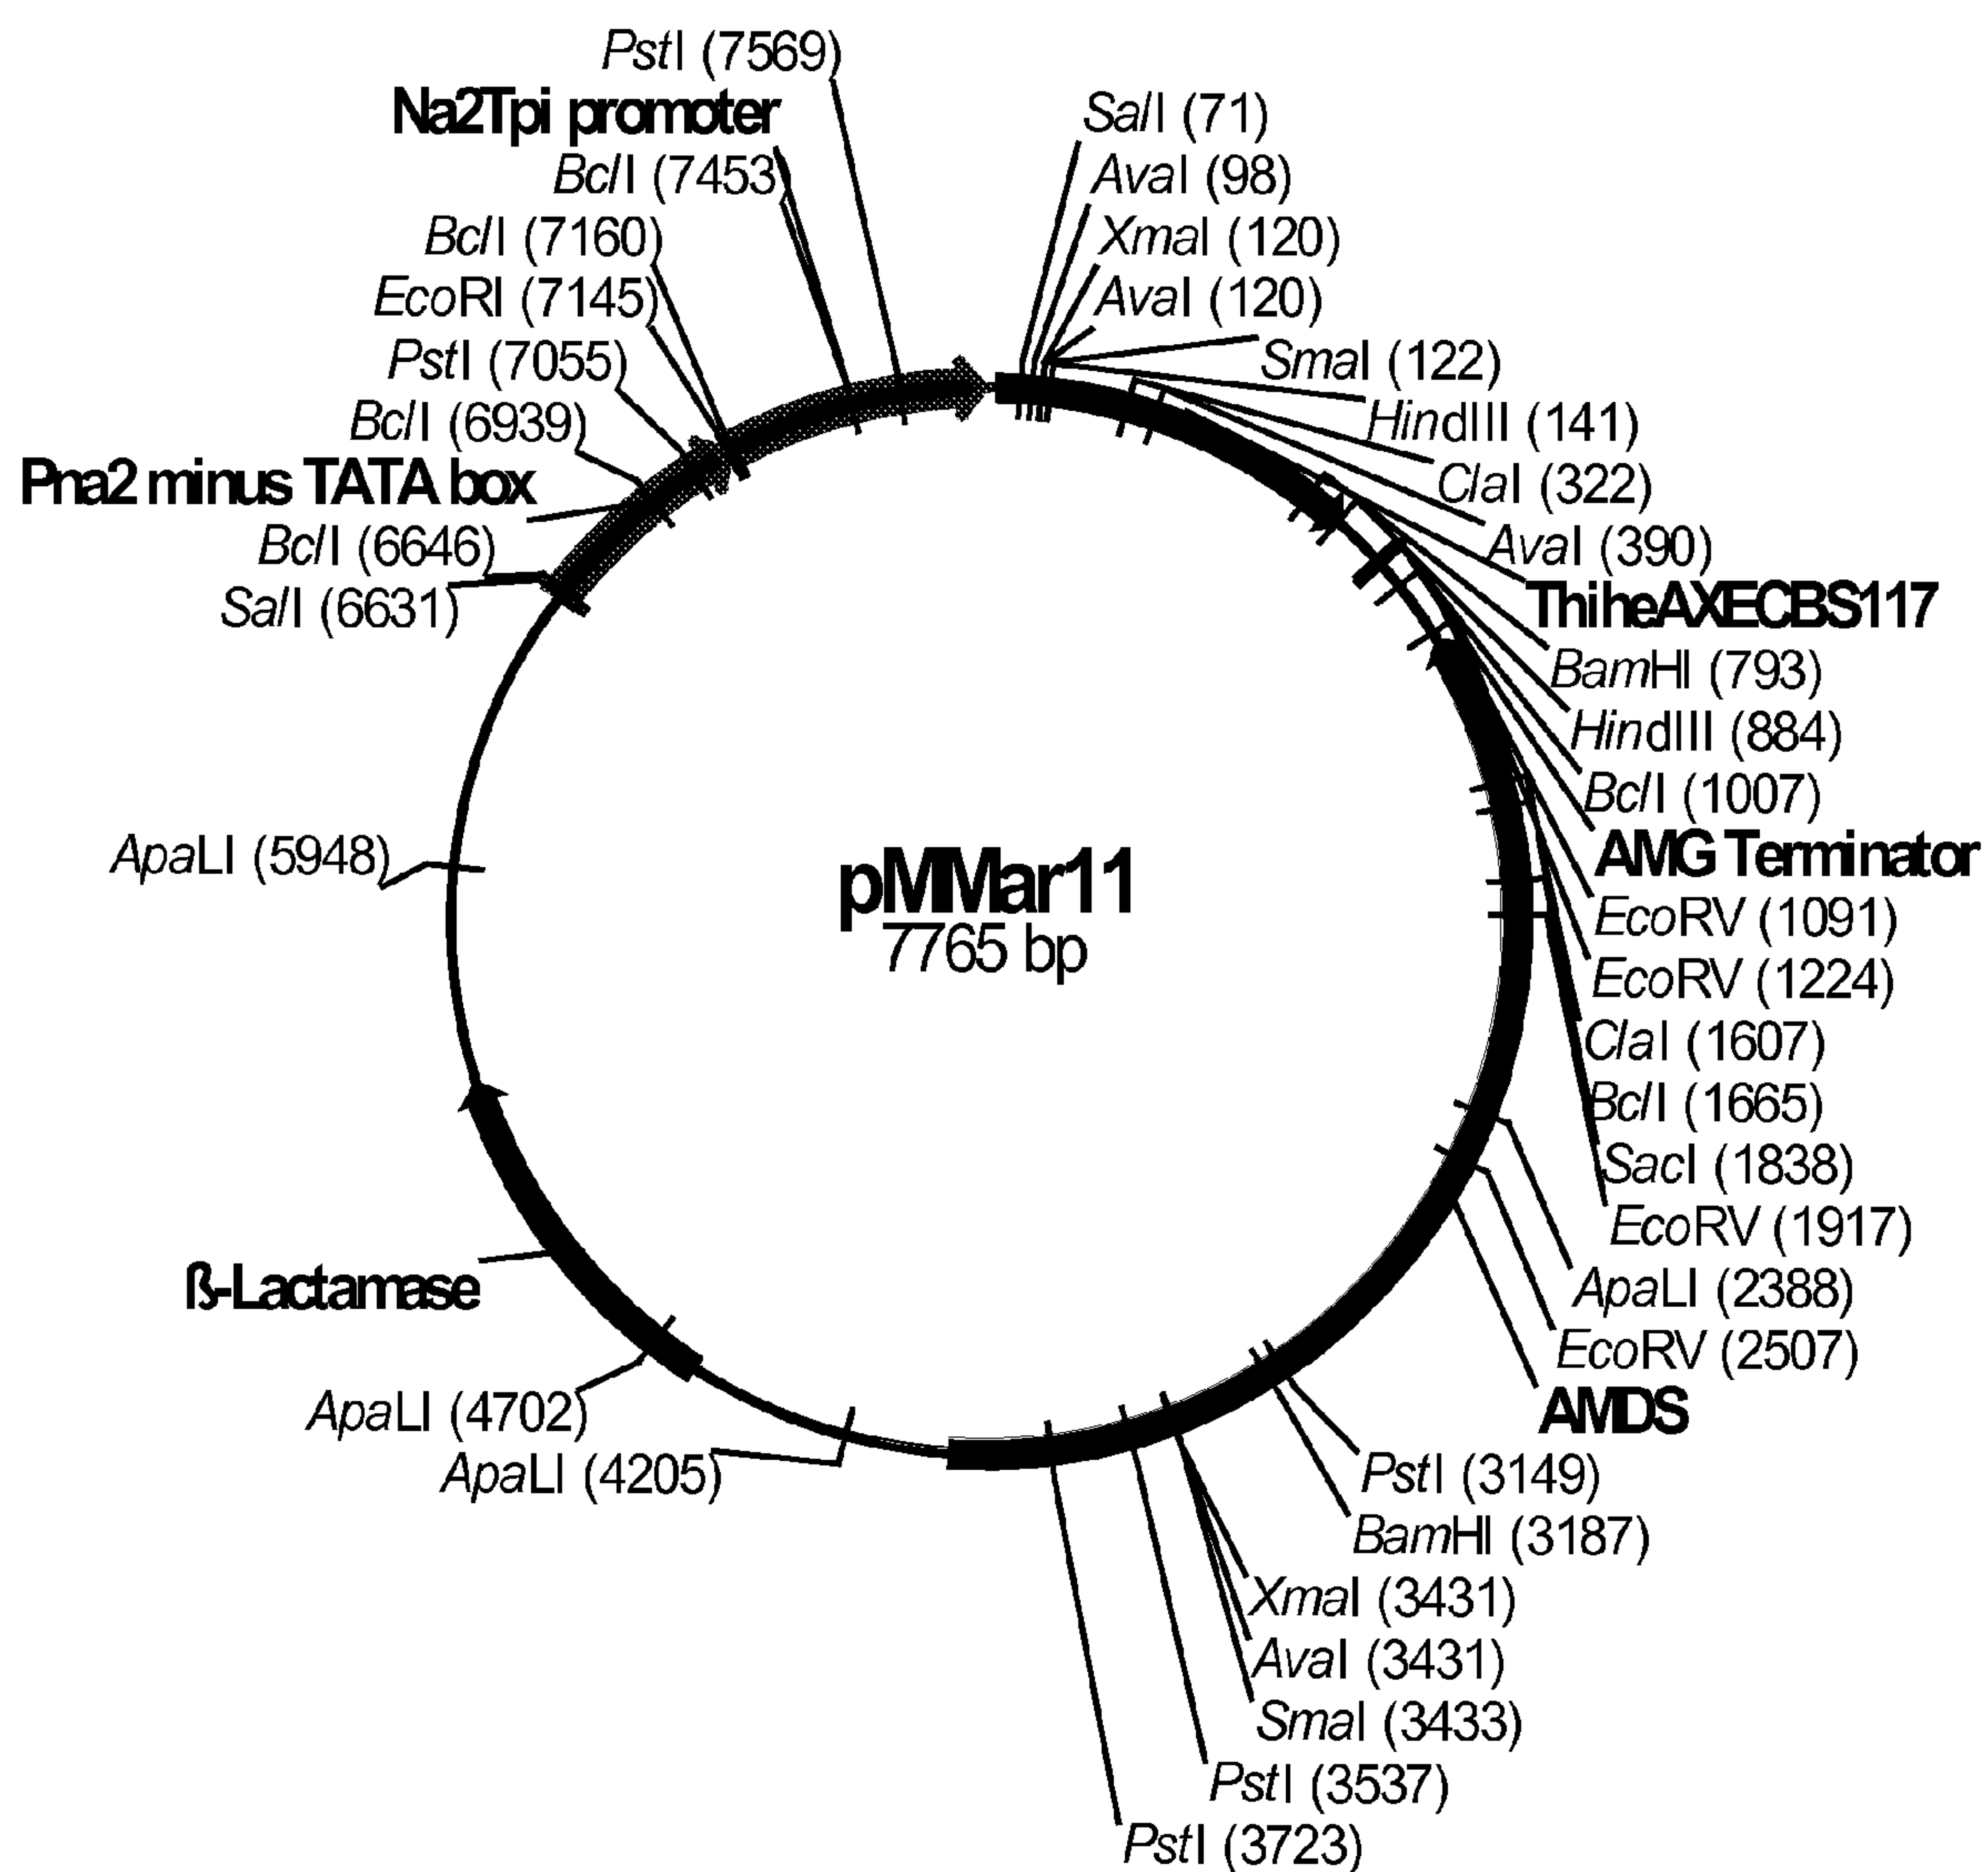 PstI (7569)
Na2Tpi promoter
BclI (7453)
BclI (7160)
EcoRI (7145)
PstI (7055)
BclI (6939)
Pna2 minus TATA box
BclI (6646)
SalI (6631)
ApaLI (5948)
ß-Lactamase
ApaLI (4702)
ApaLI (4205)
pMMar11
7765 bp
SalI (71)
AvaI (98)
XmaI (120)
AvaI (120)
SmaI (122)
HindIII (141)
ClaI (322)
AvaI (390)
ThiheAXECBS117
BamHI (793)
HindIII (884)
BclI (1007)
AMG Terminator
EcoRV (1091)
EcoRV (1224)
ClaI (1607)
BclI (1665)
SacI (1838)
EcoRV (1917)
ApaLI (2388)
EcoRV (2507)
AMDS
PstI (3149)
BamHI (3187)
XmaI (3431)
AvaI (3431)
SmaI (3433)
PstI (3537)
PstI (3723)